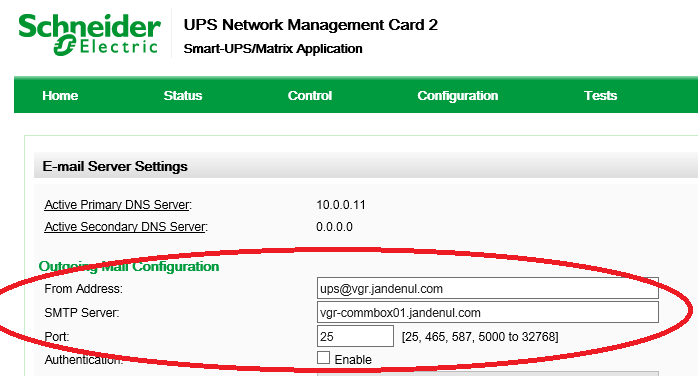 Schneider Electric
UPS Network Management Card 2
Smart-UPS/Matrix Application
Home Status Control Configuration Tests
E-mail Server Settings
Active Primary DNS Server: 10.0.0.11
Active Secondary DNS Server: 0.0.0.0
Outgoing Mail Configuration
From Address: ups@vgr.jandenul.com
SMTP Server: vgr-commbox01.jandenul.com
Port: 25 [25, 465, 587, 5000 to 32768]
Authentication: Enable